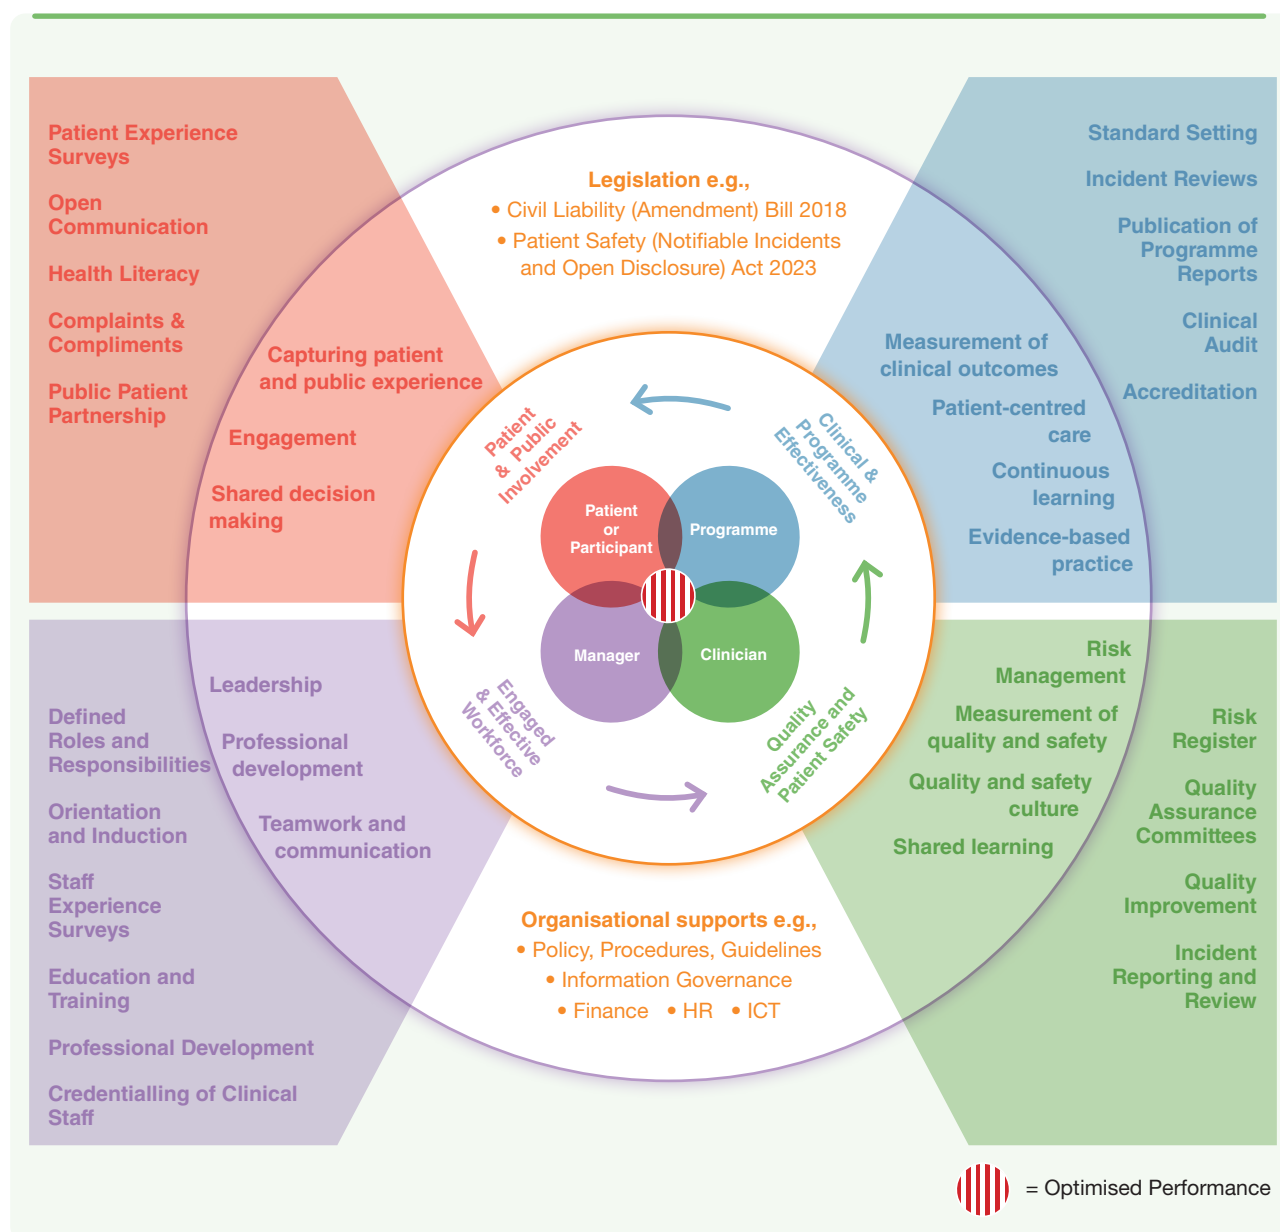 Patient Experience
Surveys
Open
Communication
Health Literacy
Complaints &
Compliments
Public Patient
Partnership
Capturing patient
and public experience
Engagement
Shared decision
making
Legislation e.g.,
• Civil Liability (Amendment) Bill 2018
• Patient Safety (Notifiable Incidents
and Open Disclosure) Act 2023
Standard Setting
Incident Reviews
Publication of
Programme
Reports
Clinical
Audit
Accreditation
Measurement of
clinical outcomes
Patient-centred
care
Continuous
learning
Evidence-based
practice
Patient
& Public
Involvement
Clinical &
Programme
Effectiveness
Patient
or
Participant
Programme
Manager
Clinician
Engaged
& Effective
Workforce
Quality
Assurance and
Patient Safety
Leadership
Professional
development
Teamwork and
communication
Defined
Roles and
Responsibilities
Orientation
and Induction
Staff
Experience
Surveys
Education and
Training
Professional Development
Credentialling of Clinical
Staff
Risk
Management
Measurement of
quality and safety
Quality and safety
culture
Shared learning
Risk
Register
Quality
Assurance
Committees
Quality
Improvement
Incident
Reporting and
Review
Organisational supports e.g.,
• Policy, Procedures, Guidelines
• Information Governance
• Finance • HR • ICT
= Optimised Performance